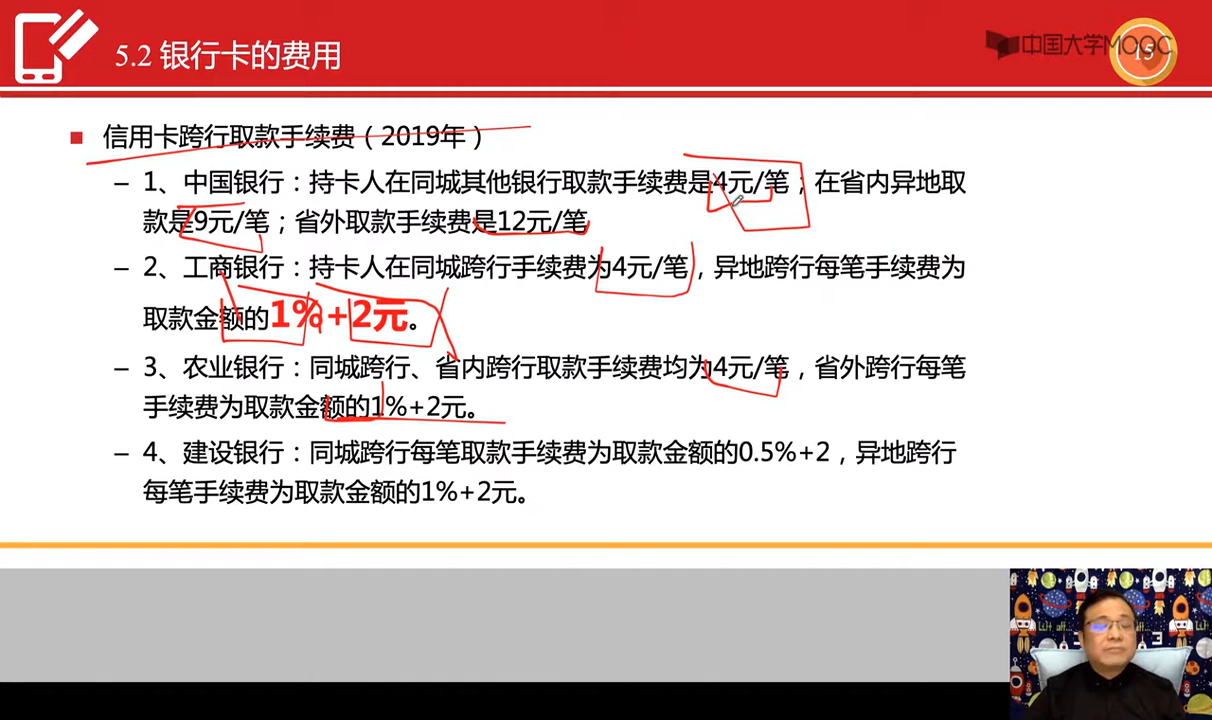 5.2 银行卡的费用
中国大学MOOC
15
信用卡跨行取款手续费（2019年）
– 1、中国银行：持卡人在同城其他银行取款手续费是4元/笔；在省内异地取
款是9元/笔；省外取款手续费是12元/笔
– 2、工商银行：持卡人在同城跨行手续费为4元/笔，异地跨行每笔手续费为
取款金额的1%+2元。
– 3、农业银行：同城跨行、省内跨行取款手续费均为4元/笔，省外跨行每笔
手续费为取款金额的1%+2元。
– 4、建设银行：同城跨行每笔取款手续费为取款金额的0.5%+2，异地跨行
每笔手续费为取款金额的1%+2元。